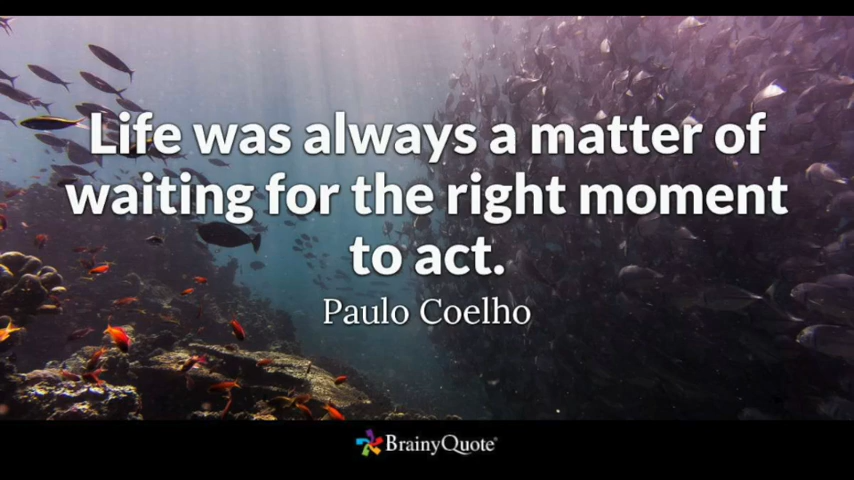 Life was always a matter of
waiting for the right moment
to act.
Paulo Coelho
BrainyQuote